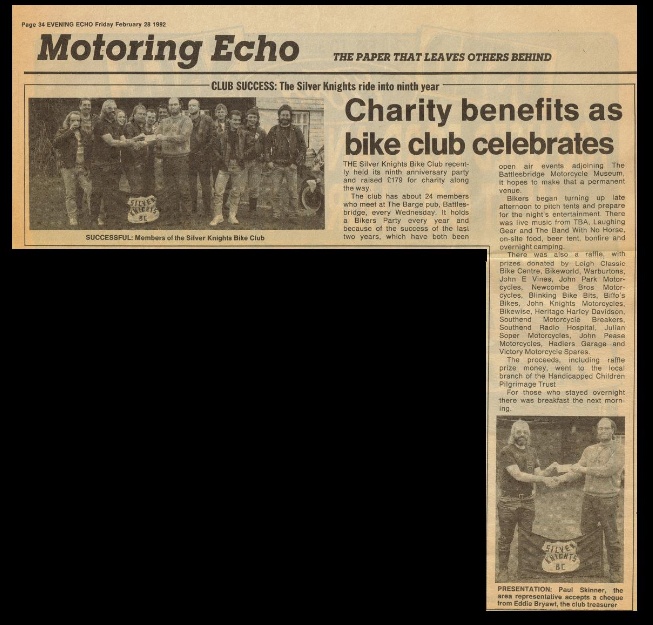 Page 34 EVENING ECHO Friday February 28 1992
Motoring Echo
THE PAPER THAT LEAVES OTHERS BEHIND
CLUB SUCCESS: The Silver Knights ride into ninth year
SILVER
KNIGHTS
BC
SUCCESSFUL: Members of the Silver Knights Bike Club
Charity benefits as
bike club celebrates
THE Silver Knights Bike Club recent-
ly held its ninth anniversary party
and raised £179 for charity along
the way.
The club has about 24 members
who meet at The Barge pub, Battles-
bridge, every Wednesday. It holds
a Bikers Party every year and
because of the success of the last
two years, which have both been
open air events adjoining The
Battlesbridge Motorcycle Museum,
it hopes to make that a permanent
venue.
Bikers began turning up late
afternoon to pitch tents and prepare
for the night's entertainment. There
was live music from TSA, Laughing
Gear and The Band With No Horse,
on-site food, beer tent, bonfire and
overnight camping.
There was also a raffle, with
prizes donated by Leigh Classic
Bike Centre, Bikeworld, Warburtons,
John E Vines, John Park Motor-
cycles, Newcombe Bros Motor-
cycles, Blinking Bike Bits, Biffo's
Bikes, John Knights Motorcycles,
Bikewise, Heritage Harley Davidson,
Southend Motorcycle Breakers,
Southend Radio Hospital, Julian
Soper Motorcycles, John Pease
Motorcycles, Hadlers Garage and
Victory Motorcycle Spares.
The proceeds, including raffle
prize money, went to the local
branch of the Handicapped Children
Pilgrimage Trust
For those who stayed overnight
there was breakfast the next morn-
ing.
SILVER
KNIGHTS
BC
PRESENTATION: Paul Skinner, the
area representative accepts a cheque
from Eddie Bryawt, the club treasurer